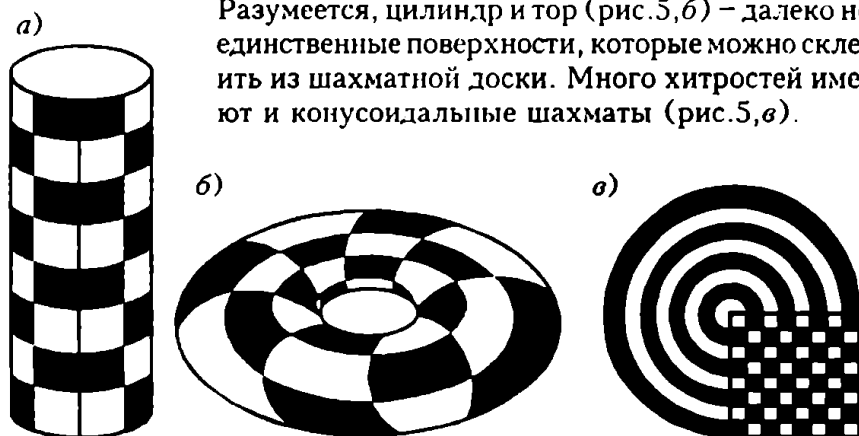 а)
Разумеется, цилиндр и тор (рис.5,б) – далеко н
единственные поверхности, которые можно скле
ить из шахматной доски. Много хитростей име
ют и конусоидальные шахматы (рис.5,в).
б)
в)